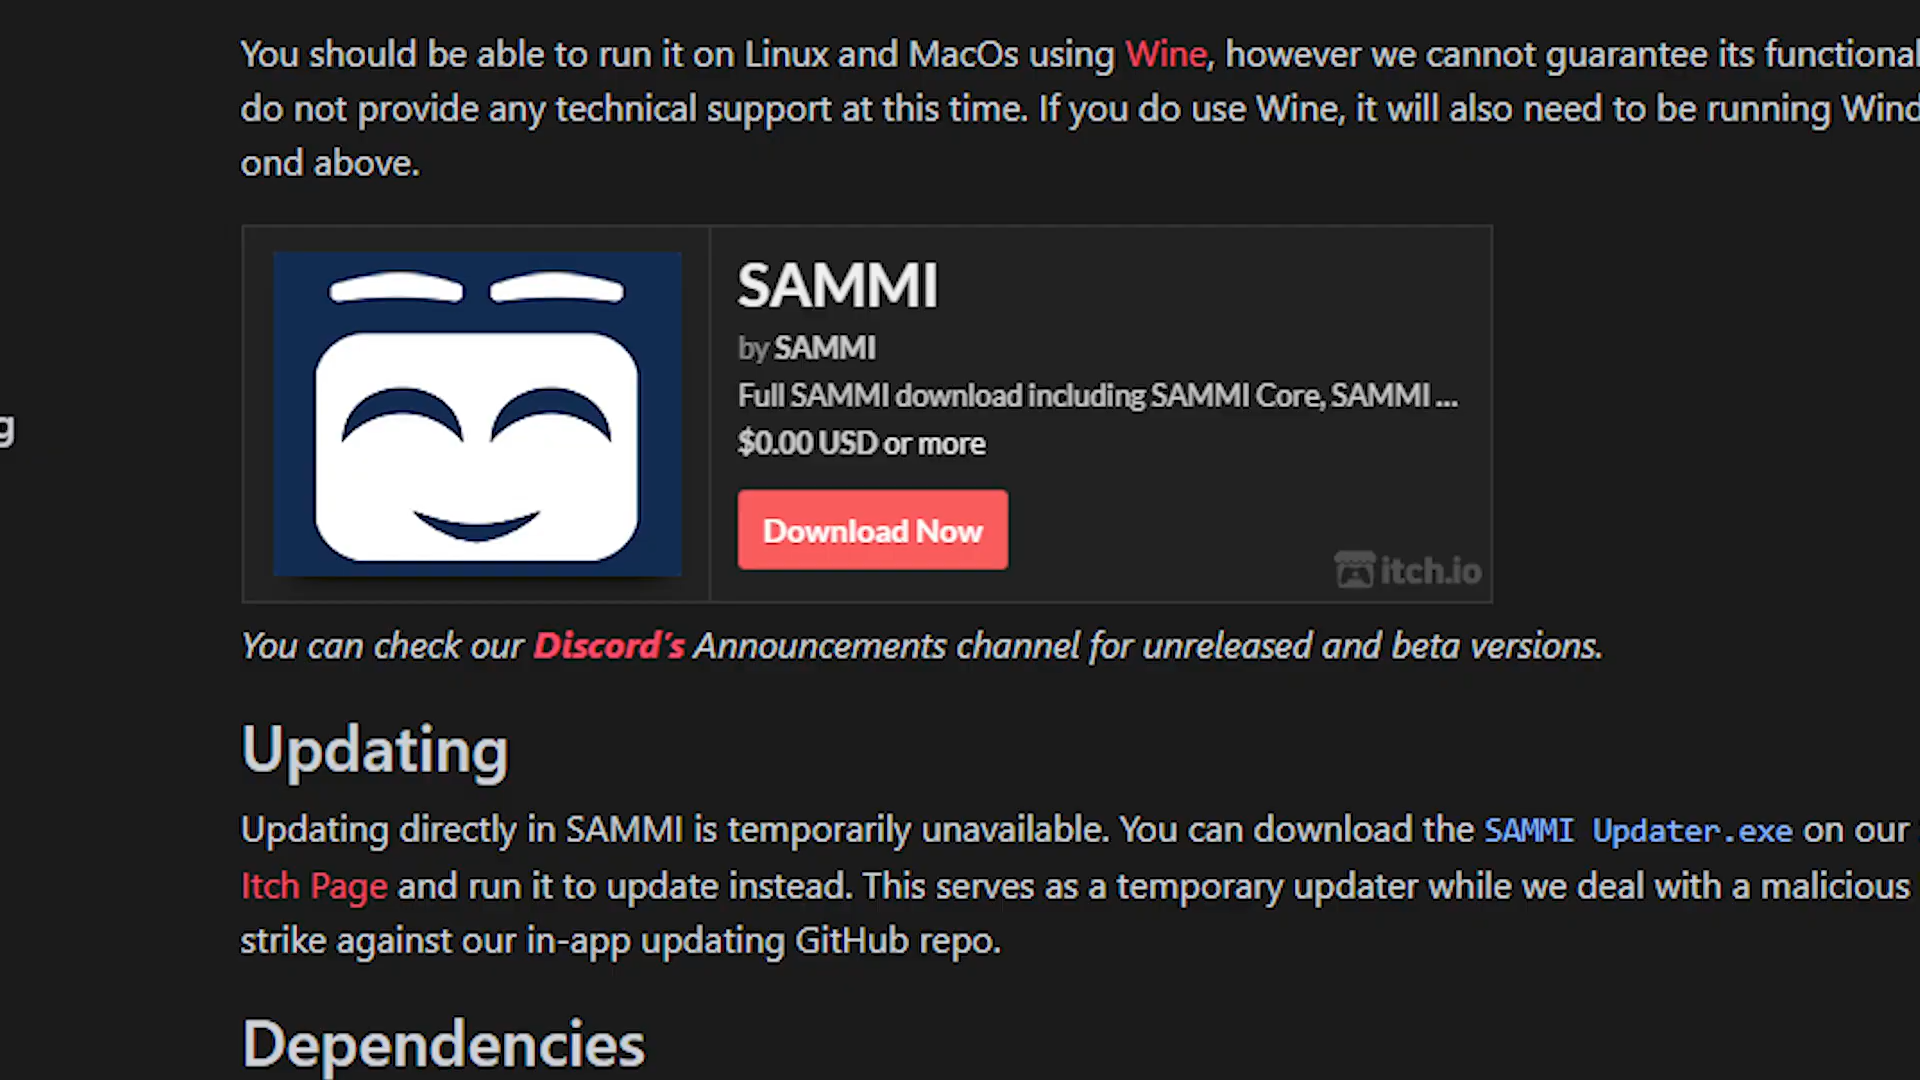 You should be able to run it on Linux and MacOs using Wine, however we cannot guarantee its functional
do not provide any technical support at this time. If you do use Wine, it will also need to be running Wind
ond above.
g
SAMMI
by SAMMI
Full SAMMI download including SAMMI Core, SAMMI ...
$0.00 USD or more
Download Now
itch.io
You can check our Discord's Announcements channel for unreleased and beta versions.
Updating
Updating directly in SAMMI is temporarily unavailable. You can download the SAMMI Updater.exe on our
Itch Page and run it to update instead. This serves as a temporary updater while we deal with a malicious
strike against our in-app updating GitHub repo.
Dependencies